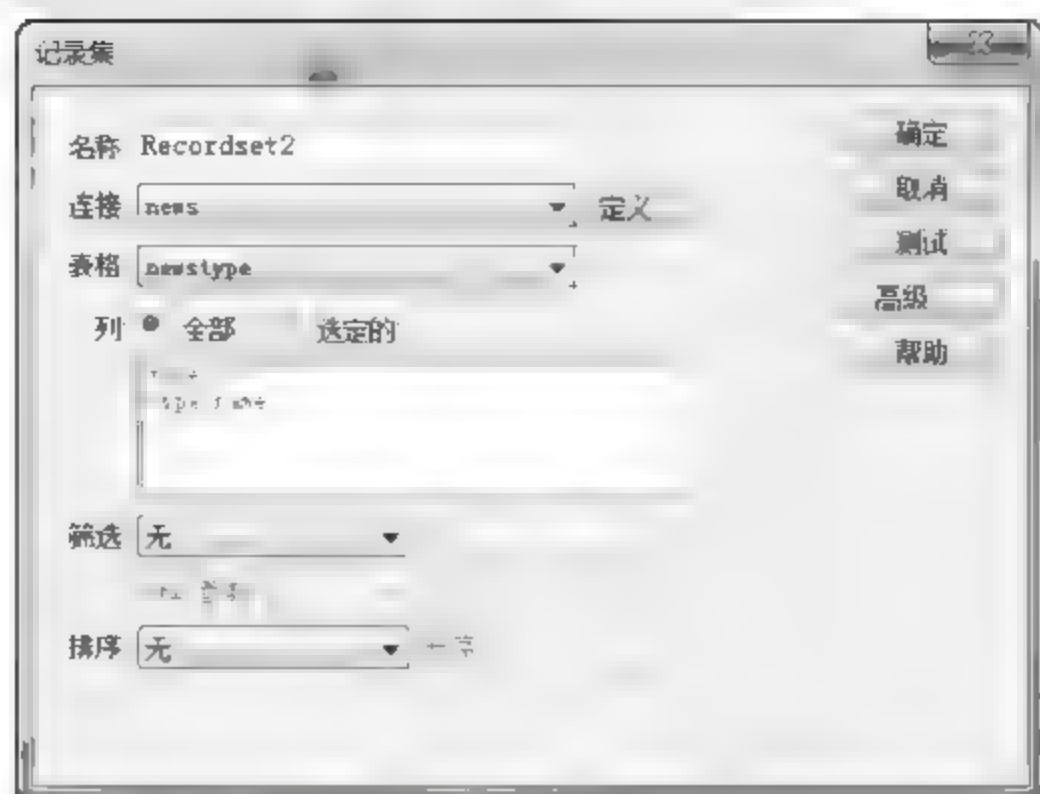 记录集
名称 Recordset2
连接 news 定义
表格 newstype
列 全部 选定的
筛选 无
排序 无
确定
取消
测试
高级
帮助